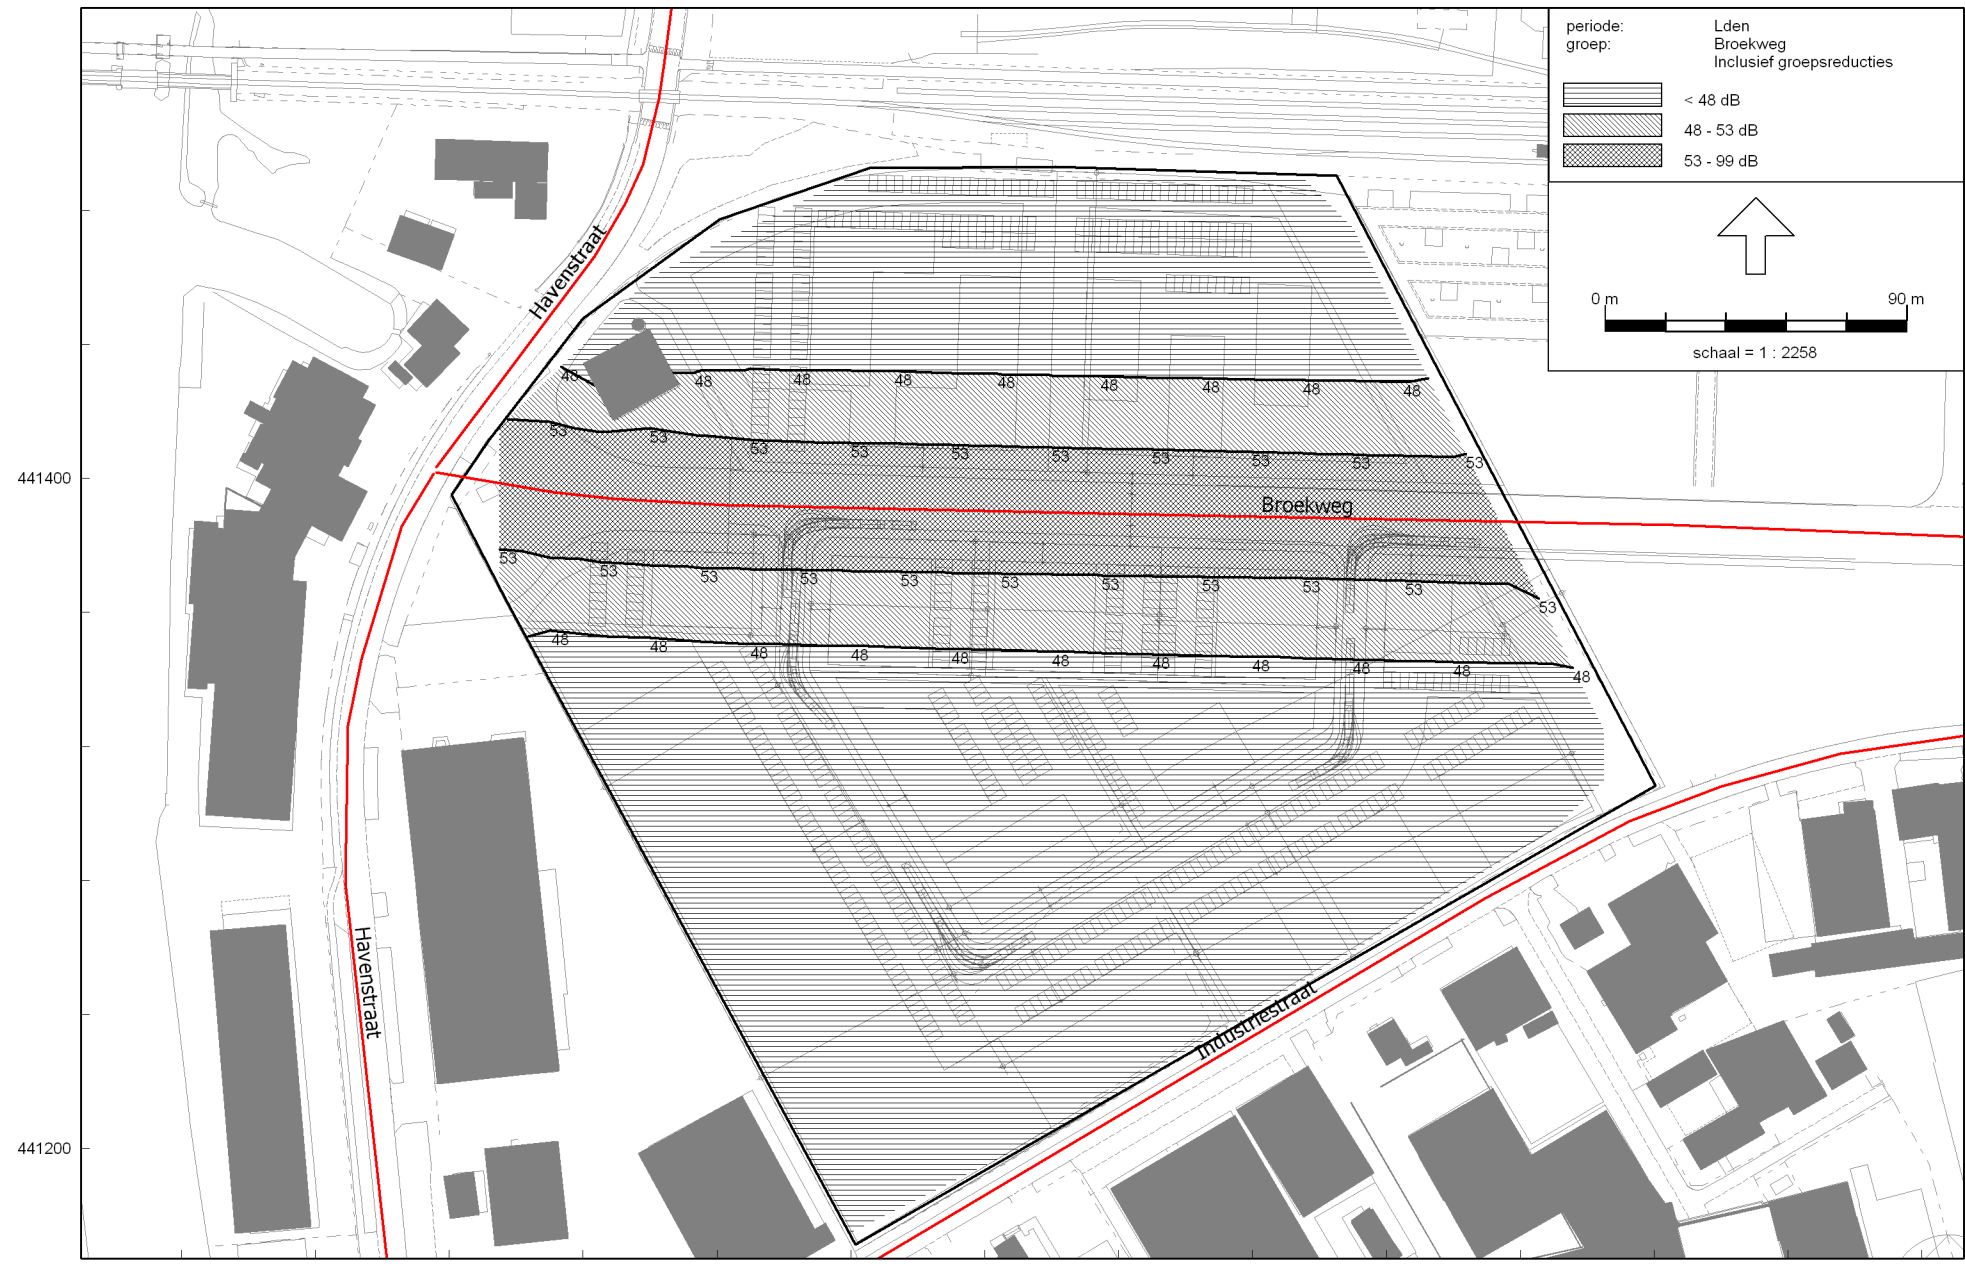 periode: Lden
groep: Broekweg
Inclusief groepsreducties
< 48 dB
48 - 53 dB
53 - 99 dB
0 m 90 m
schaal = 1 : 2258
Havenstraat
48 48 48 48 48 48 48 48 48
53 53 53 53 53 53 53 53 53 53
441400
Broekweg
53 53 53 53 53 53 53 53 53 53 53
48 48 48 48 48 48 48 48 48 48 48
Havenstraat
Industriestraat
441200